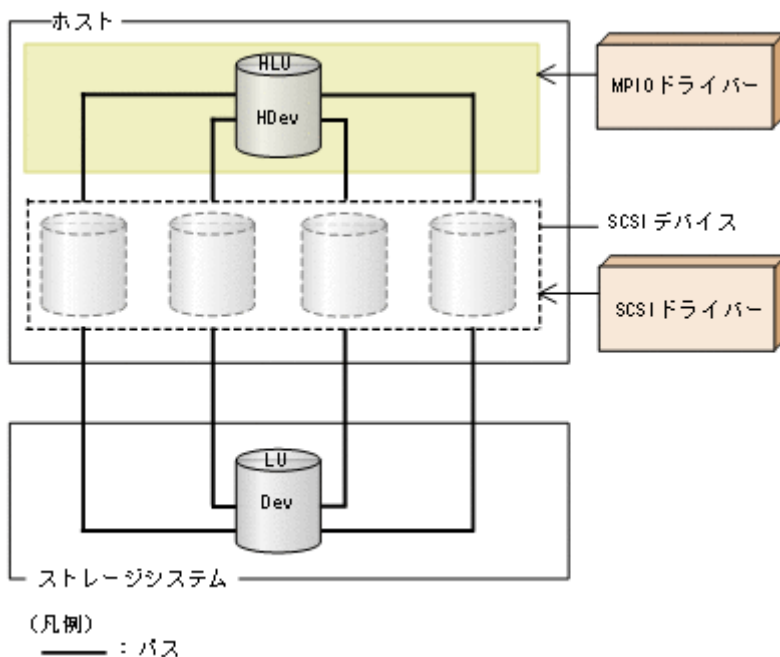 ホスト
HLU
HDev
MPIOドライバー
SCSIデバイス
SCSIドライバー
LU
Dev
ストレージシステム
(凡例)
：パス